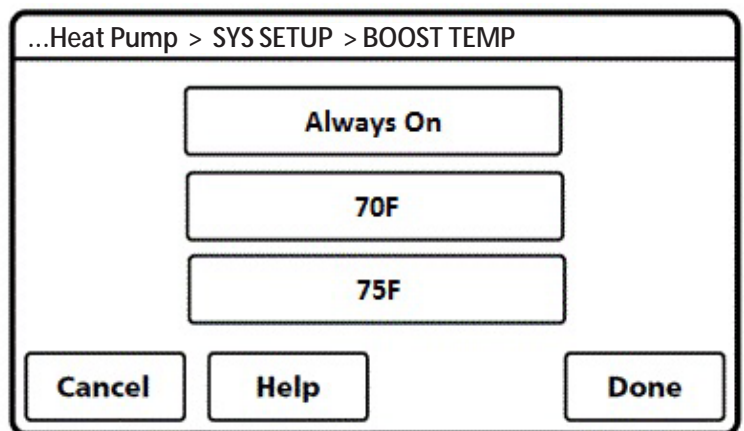 ...Heat Pump > SYS SETUP > BOOST TEMP
Always On
70F
75F
Cancel Help Done